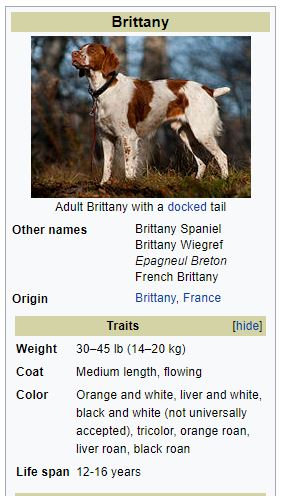 Brittany
Adult Brittany with a docked tail
Other names
Brittany Spaniel
Brittany Wiegref
Epagneul Breton
French Brittany
Origin
Brittany, France
Traits [hide]
Weight 30–45 lb (14–20 kg)
Coat Medium length, flowing
Color Orange and white, liver and white,
black and white (not universally
accepted), tricolor, orange roan,
liver roan, black roan
Life span 12-16 years